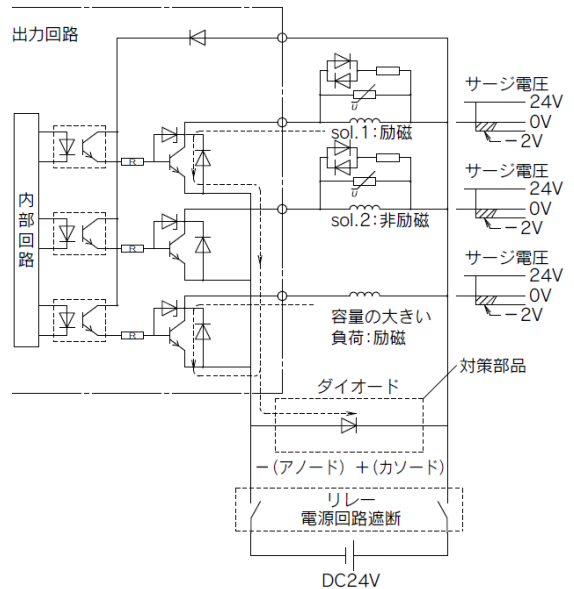 出力回路
内部回路
R
R
R
U
sol.1:励磁
U
sol.2:非励磁
容量の大きい
負荷:励磁
サージ電圧
24V
0V
−2V
サージ電圧
24V
0V
−2V
サージ電圧
24V
0V
−2V
対策部品
ダイオード
−(アノード) +(カソード)
リレー
電源回路遮断
DC24V